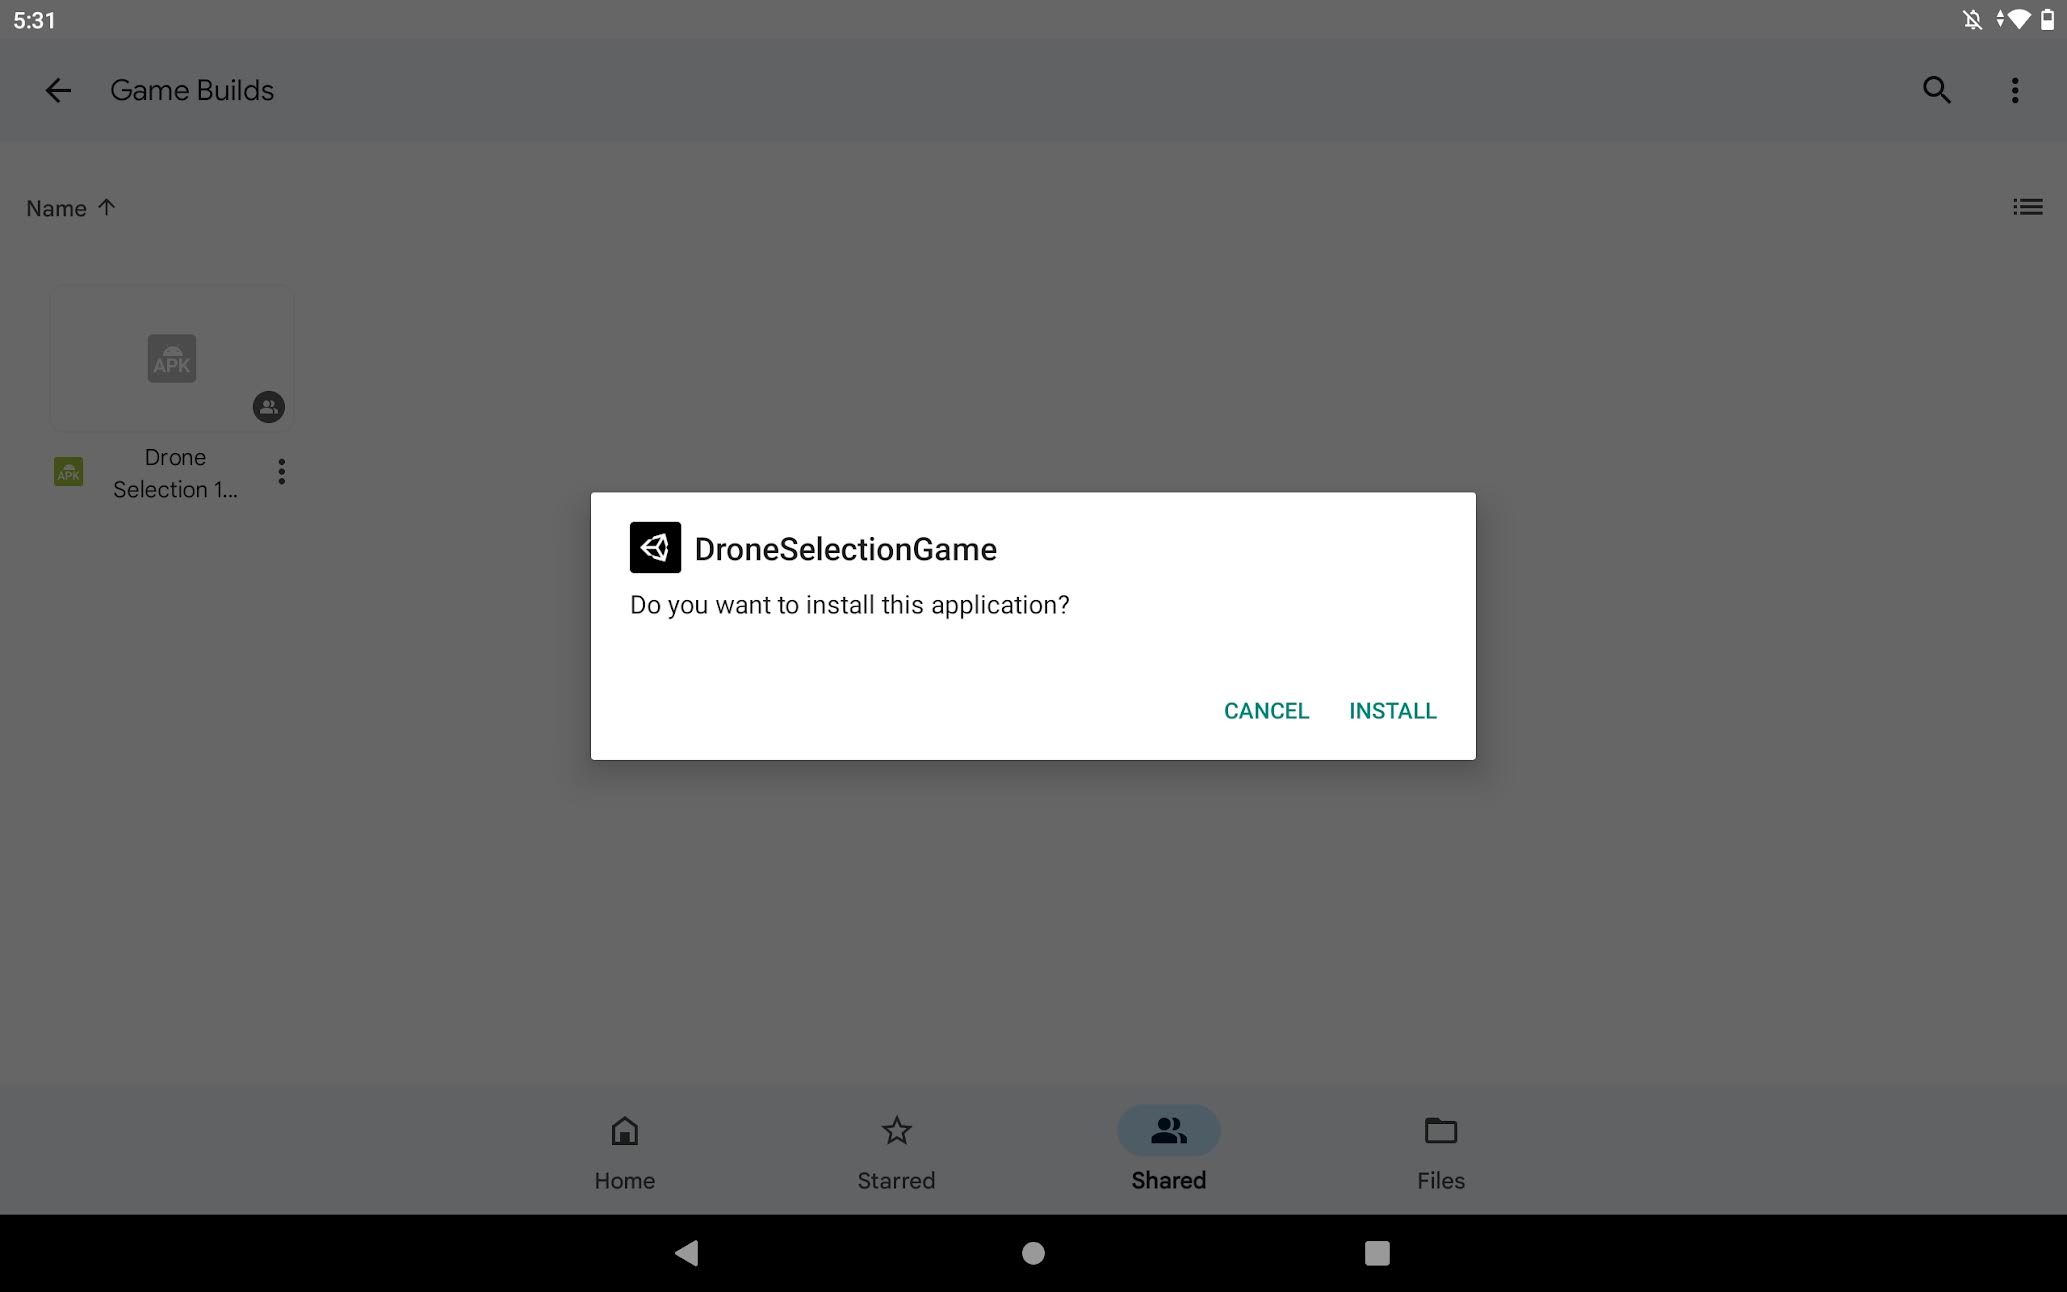 5:31
Game Builds
Name
APK
APK
Drone
Selection 1...
DroneSelectionGame
Do you want to install this application?
CANCEL INSTALL
Home Starred Shared Files